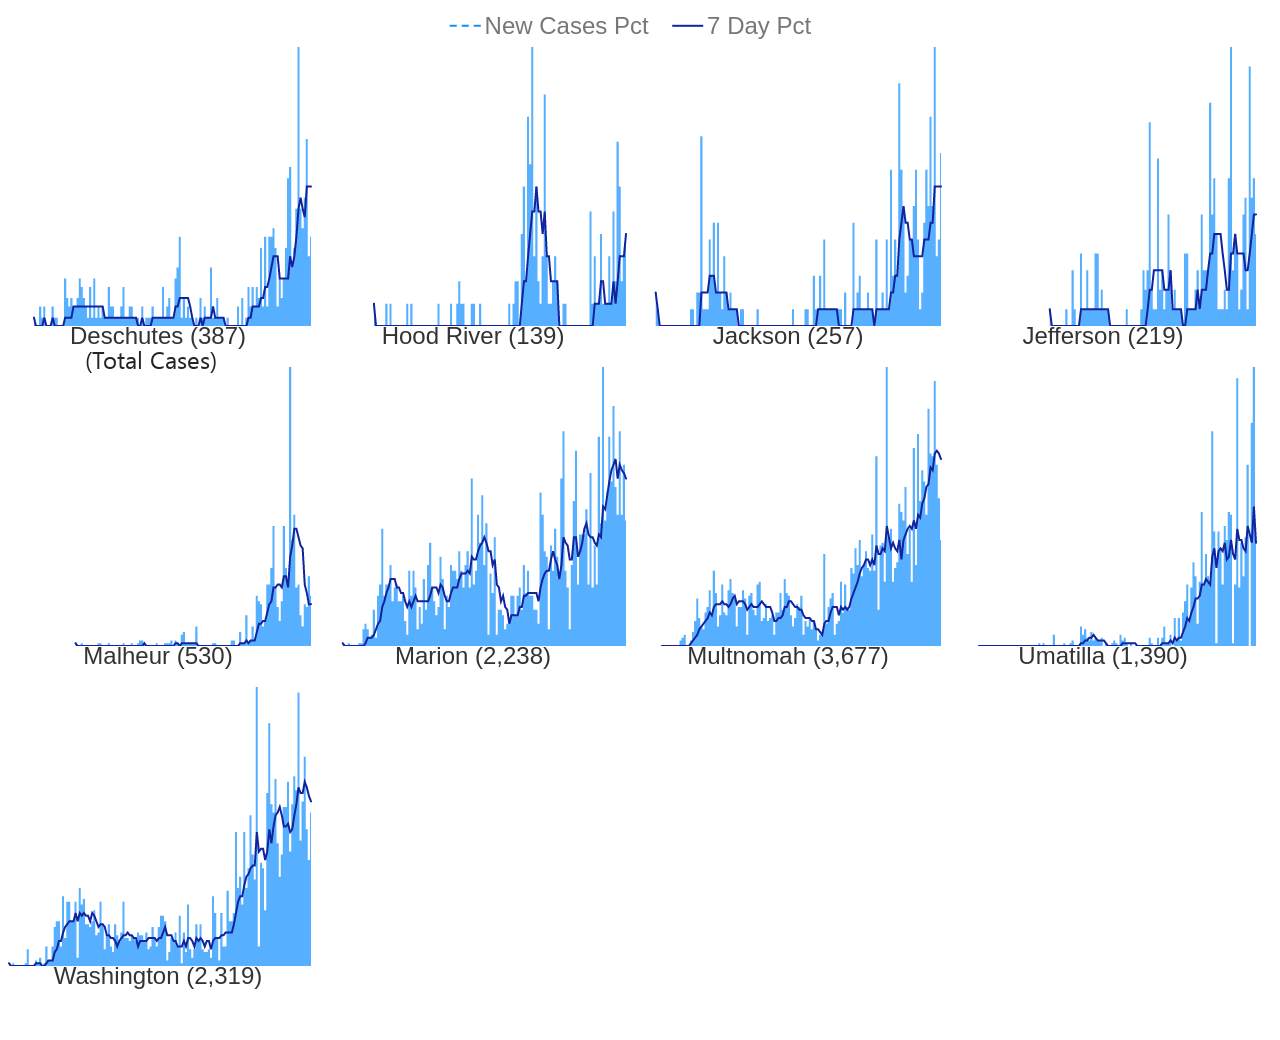 New Cases Pct 7 Day Pct
Deschutes (387) Hood River (139) Jackson (257) Jefferson (219)
(Total Cases)
Malheur (530) Marion (2,238) Multnomah (3,677) Umatilla (1,390)
Washington (2,319)